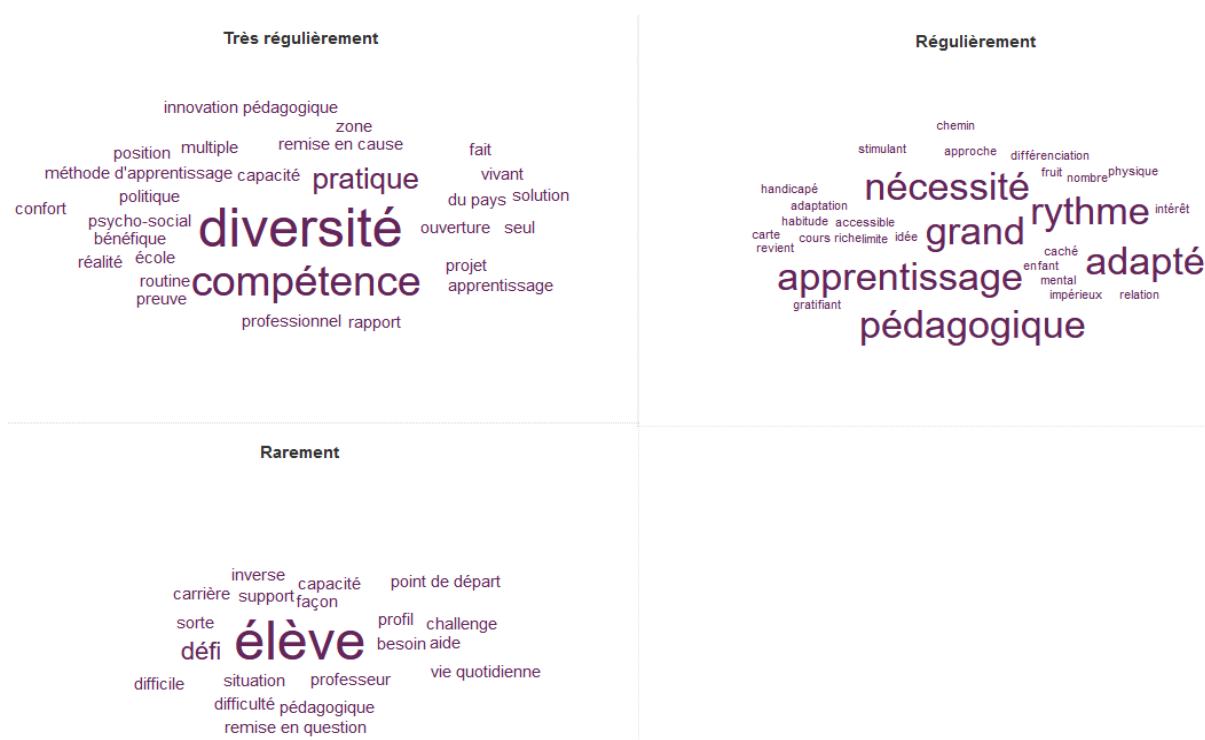 Très régulièrement
innovation pédagogique
zone
position multiple remise en cause fait
méthode d'apprentissage capacité pratique vivant
politique du pays solution
confort
psycho-social diversité ouverture seul
bénéfique
réalité école projet
routine compétence apprentissage
preuve
professionnel rapport
Régulièrement
chemin
stimulant approche différenciation
fruit nombre physique
handicapé nécessité
adaptation rythme intérêt
habitude accessible
carte cours riche limite idée grand
revient caché
apprentissage enfant adapté
mental
gratifiant impérieux relation
pédagogique
Rarement
inverse capacité point de départ
carrière support façon
sorte profil challenge
défi élève besoin aide
difficile situation professeur vie quotidienne
difficulté pédagogique
remise en question